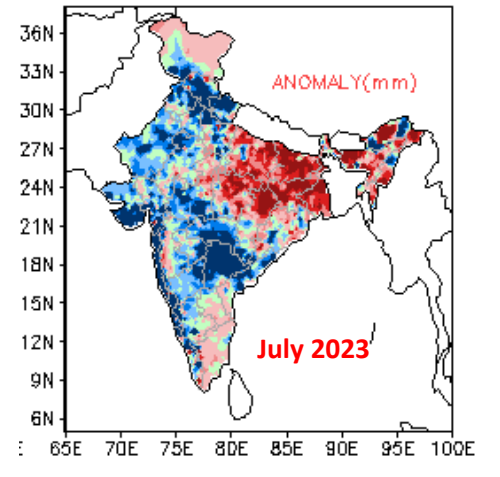 36N
33N
ANOMALY(mm)
30N
27N
24N
21N
18N
15N
12N
July 2023
9N
6N
65E 70E 75E 80E 85E 90E 95E 100E